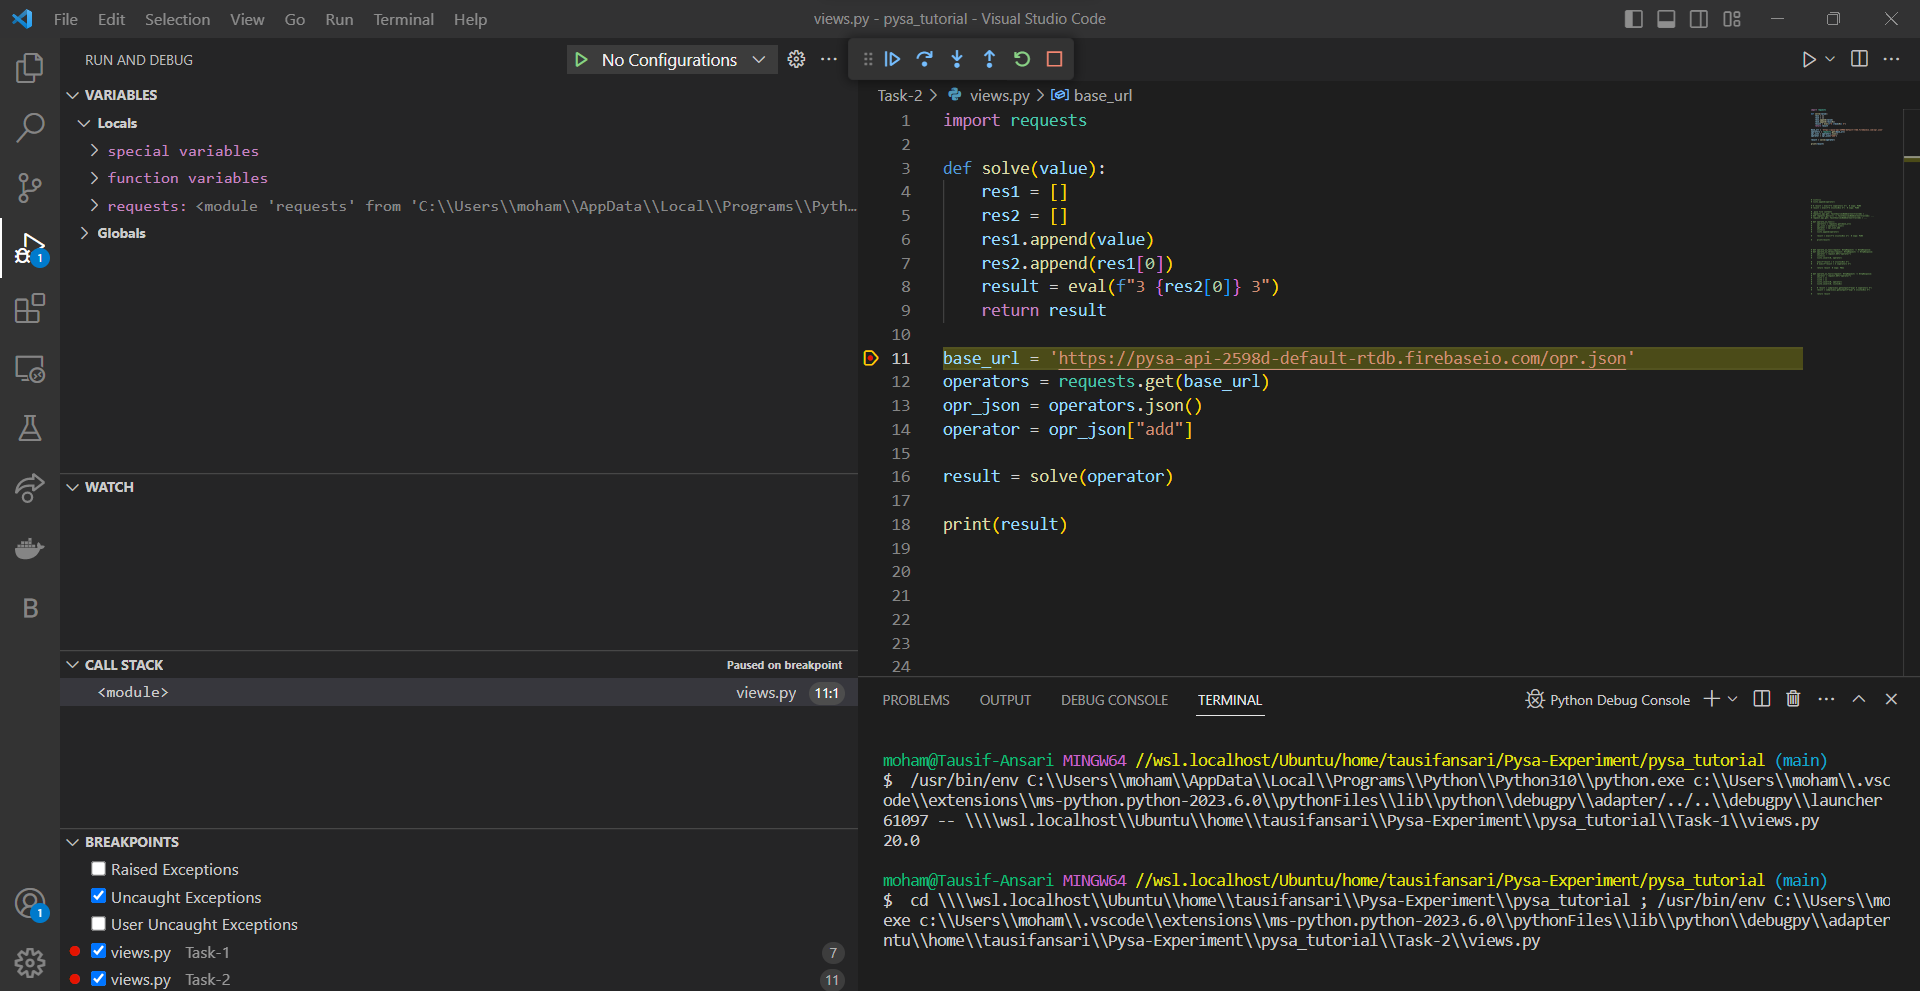 File Edit Selection View Go Run Terminal Help
views.py - pysa_tutorial - Visual Studio Code
RUN AND DEBUG
No Configurations
VARIABLES
Locals
special variables
function variables
requests: <module 'requests' from 'C:\\Users\\moham\\AppData\\Local\\Programs\\Pyth…
Globals
WATCH
CALL STACK
Paused on breakpoint
<module>
views.py 11:1
BREAKPOINTS
Raised Exceptions
Uncaught Exceptions
User Uncaught Exceptions
views.py Task-1 7
views.py Task-2 11
1
B
1
Task-2 > views.py > base_url
1 import requests
2
3 def solve(value):
4 res1 = []
5 res2 = []
6 res1.append(value)
7 res2.append(res1[0])
8 result = eval(f"3 {res2[0]} 3")
9 return result
10
11 base_url = 'https://pysa-api-2598d-default-rtdb.firebaseio.com/opr.json'
12 operators = requests.get(base_url)
13 opr_json = operators.json()
14 operator = opr_json["add"]
15
16 result = solve(operator)
17
18 print(result)
19
20
21
22
23
24
PROBLEMS OUTPUT DEBUG CONSOLE TERMINAL
Python Debug Console
moham@Tausif-Ansari MINGW64 //wsl.localhost/Ubuntu/home/tausifansari/Pysa-Experiment/pysa_tutorial (main)
$ /usr/bin/env C:\\Users\\moham\\AppData\\Local\\Programs\\Python\\Python310\\python.exe c:\\Users\\moham\\.vsc
ode\\extensions\\ms-python.python-2023.6.0\\pythonFiles\\lib\\python\\debugpy\\adapter/../..\\debugpy\\launcher
61097 -- \\\\wsl.localhost\\Ubuntu\\home\\tausifansari\\Pysa-Experiment\\pysa_tutorial\\Task-1\\views.py
20.0
moham@Tausif-Ansari MINGW64 //wsl.localhost/Ubuntu/home/tausifansari/Pysa-Experiment/pysa_tutorial (main)
$ cd \\\\wsl.localhost\\Ubuntu\\home\\tausifansari\\Pysa-Experiment\\pysa_tutorial ; /usr/bin/env C:\\Users\\mo
exe c:\\Users\\moham\\.vscode\\extensions\\ms-python.python-2023.6.0\\pythonFiles\\lib\\python\\debugpy\\adapter
ntu\\home\\tausifansari\\Pysa-Experiment\\pysa_tutorial\\Task-2\\views.py